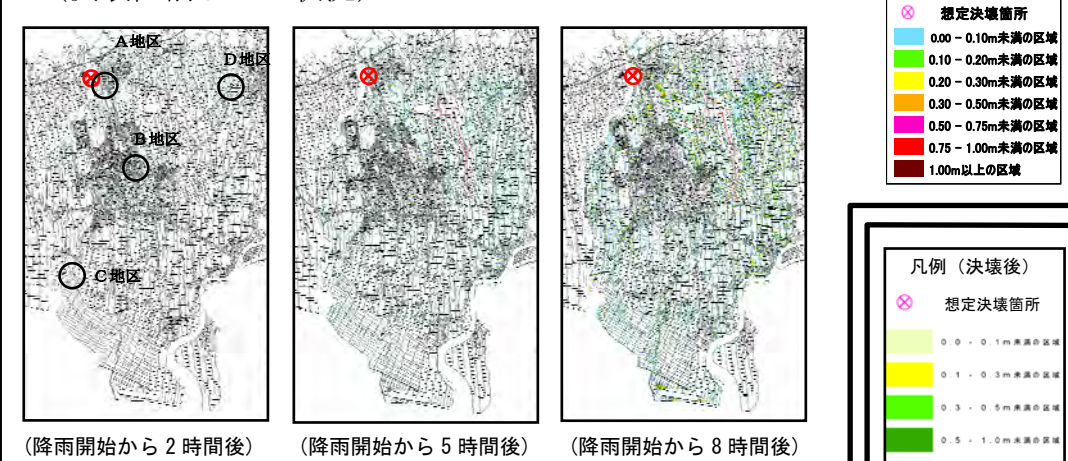 A地区
D地区
B地区
C地区
(降雨開始から2時間後)
(降雨開始から5時間後)
(降雨開始から8時間後)
想定決壊箇所
0.00 - 0.10m未満の区域
0.10 - 0.20m未満の区域
0.20 - 0.30m未満の区域
0.30 - 0.50m未満の区域
0.50 - 0.75m未満の区域
0.75 - 1.00m未満の区域
1.00m以上の区域
凡例（決壊後）
想定決壊箇所
0.0 - 0.1m未満の区域
0.1 - 0.3m未満の区域
0.3 - 0.5m未満の区域
0.5 - 1.0m未満の区域